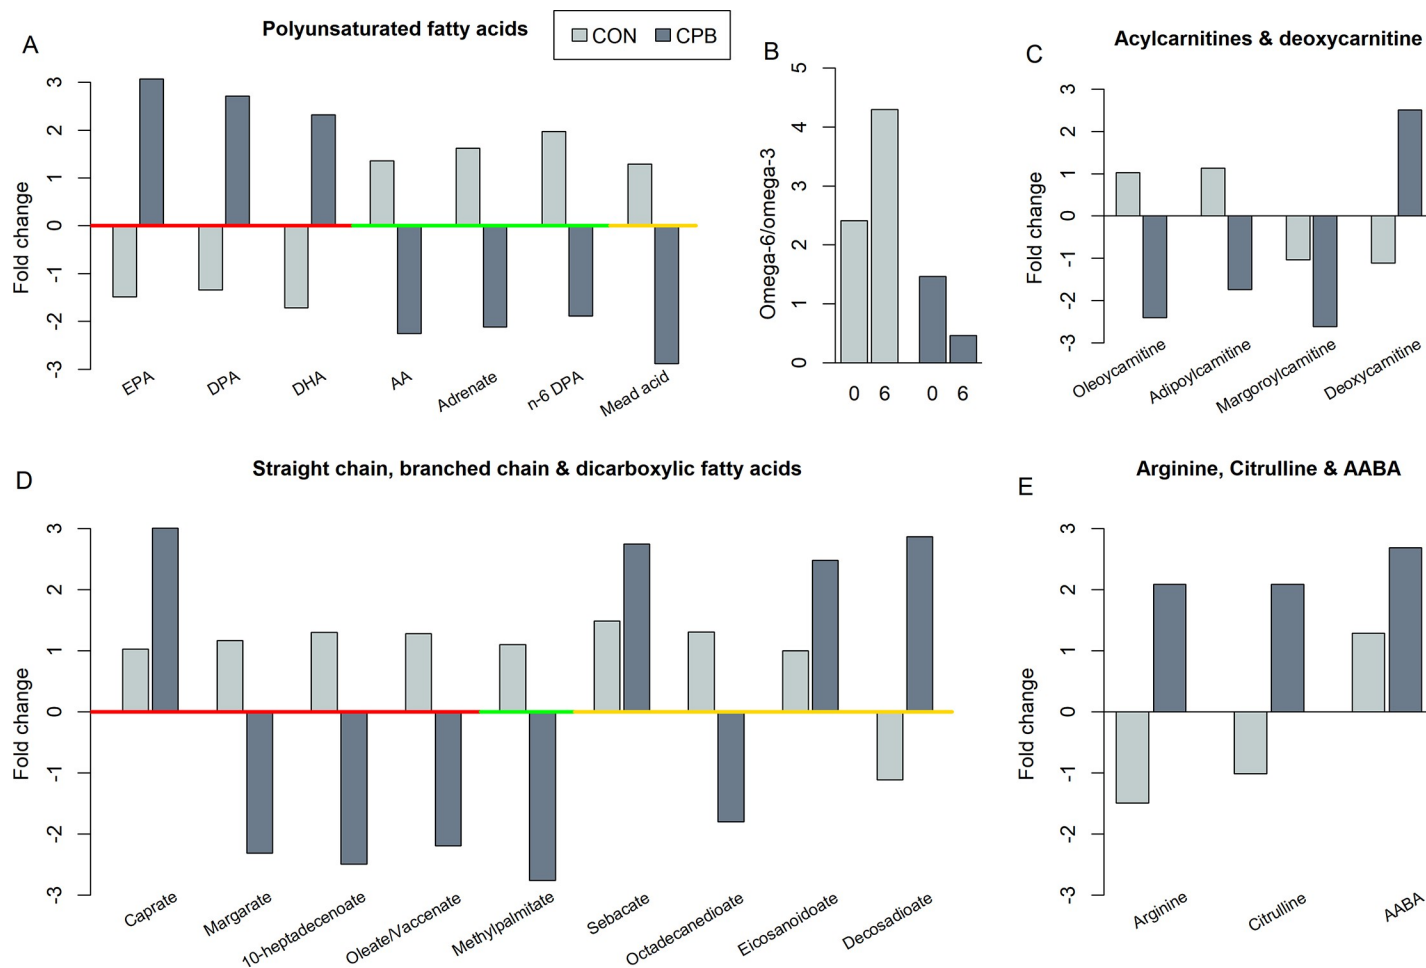 A
Polyunsaturated fatty acids
CON CPB
Fold change
3
2
1
0
-1
-2
-3
EPA
DPA
DHA
AA
Adrenate
n-6 DPA
Mead acid
B
Omega-6/omega-3
5
4
3
2
1
0
0 6 0 6
C
Acylcarnitines & deoxycarnitine
Fold change
3
2
1
0
-1
-2
-3
Oleoycarnitine
Adipoylcarnitine
Margoroylcarnitine
Deoxycarnitine
D
Straight chain, branched chain & dicarboxylic fatty acids
Fold change
3
2
1
0
-1
-2
-3
Caprate
Margarate
10-heptadecenoate
Oleate/Vaccenate
Methylpalmitate
Sebacate
Octadecanedioate
Eicosanoidoate
Decosadioate
E
Arginine, Citrulline & AABA
Fold change
3
2
1
0
-1
-2
-3
Arginine
Citrulline
AABA